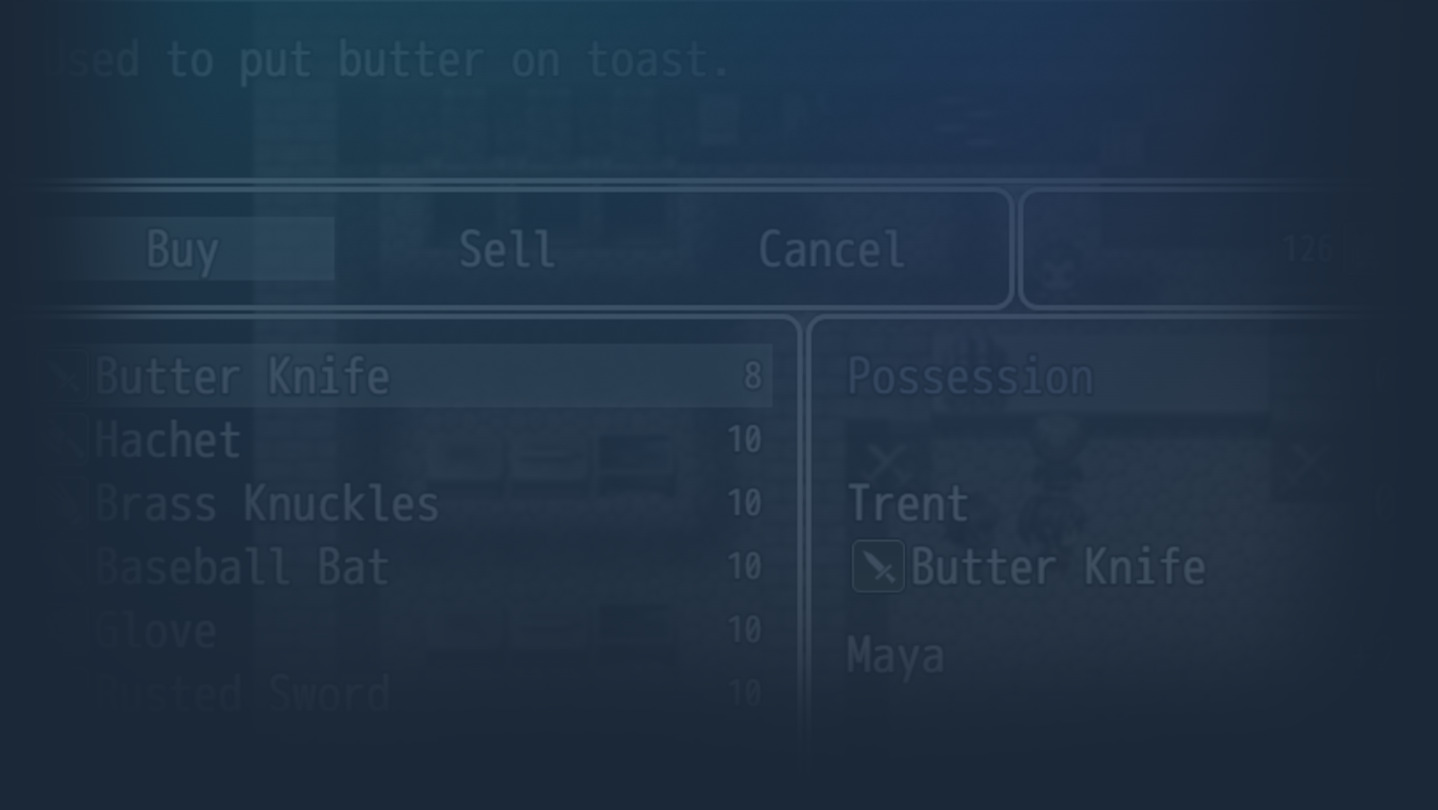 Used to put butter on toast.
Buy Sell Cancel 126
Butter Knife 8 Possession
Hachet 10
Brass Knuckles 10 Trent
Baseball Bat 10 Butter Knife
Glove 10
Rusted Sword 10 Maya